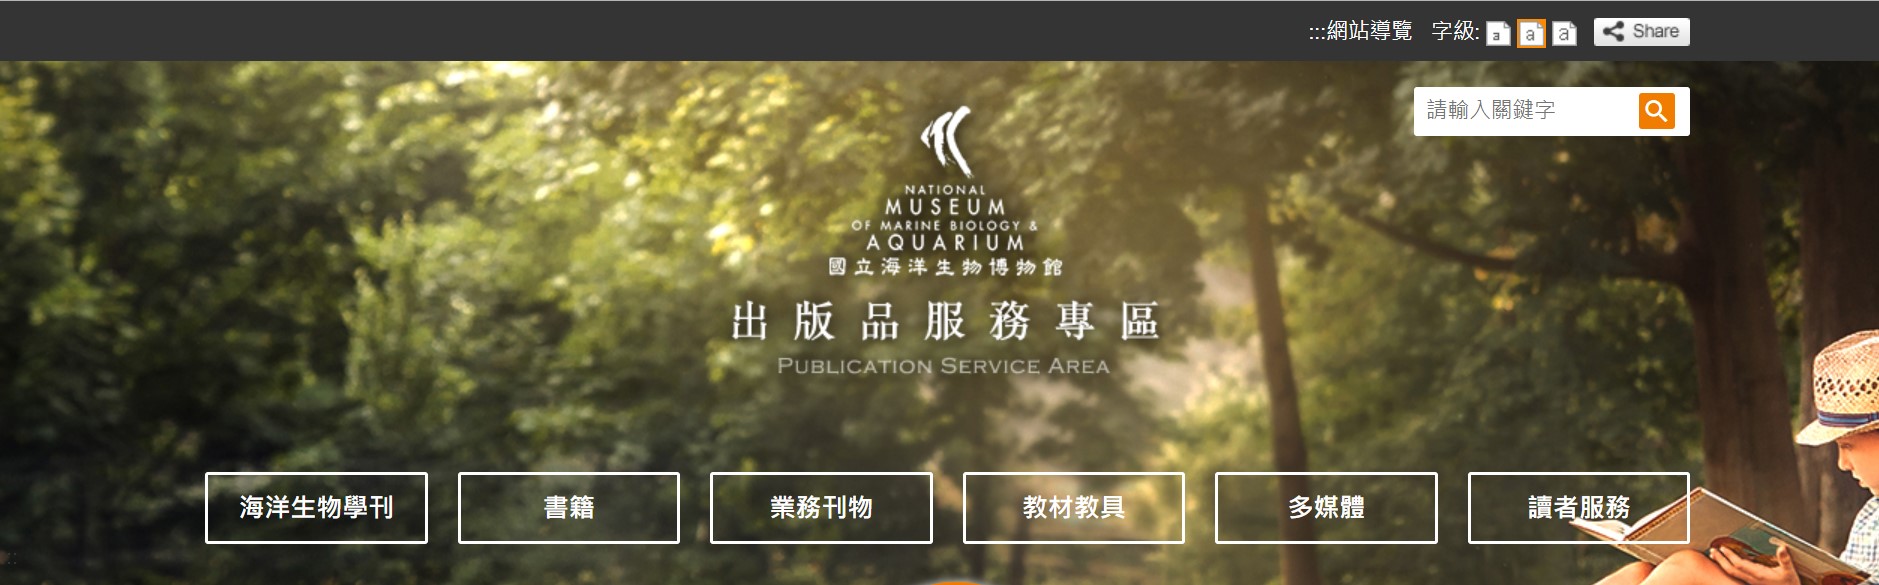 :::網站導覽 字級: a a a Share
請輸入關鍵字
NATIONAL
MUSEUM
OF MARINE BIOLOGY &
AQUARIUM
國立海洋生物博物館
出版品服務專區
PUBLICATION SERVICE AREA
海洋生物學刊 書籍 業務刊物 教材教具 多媒體 讀者服務
:::